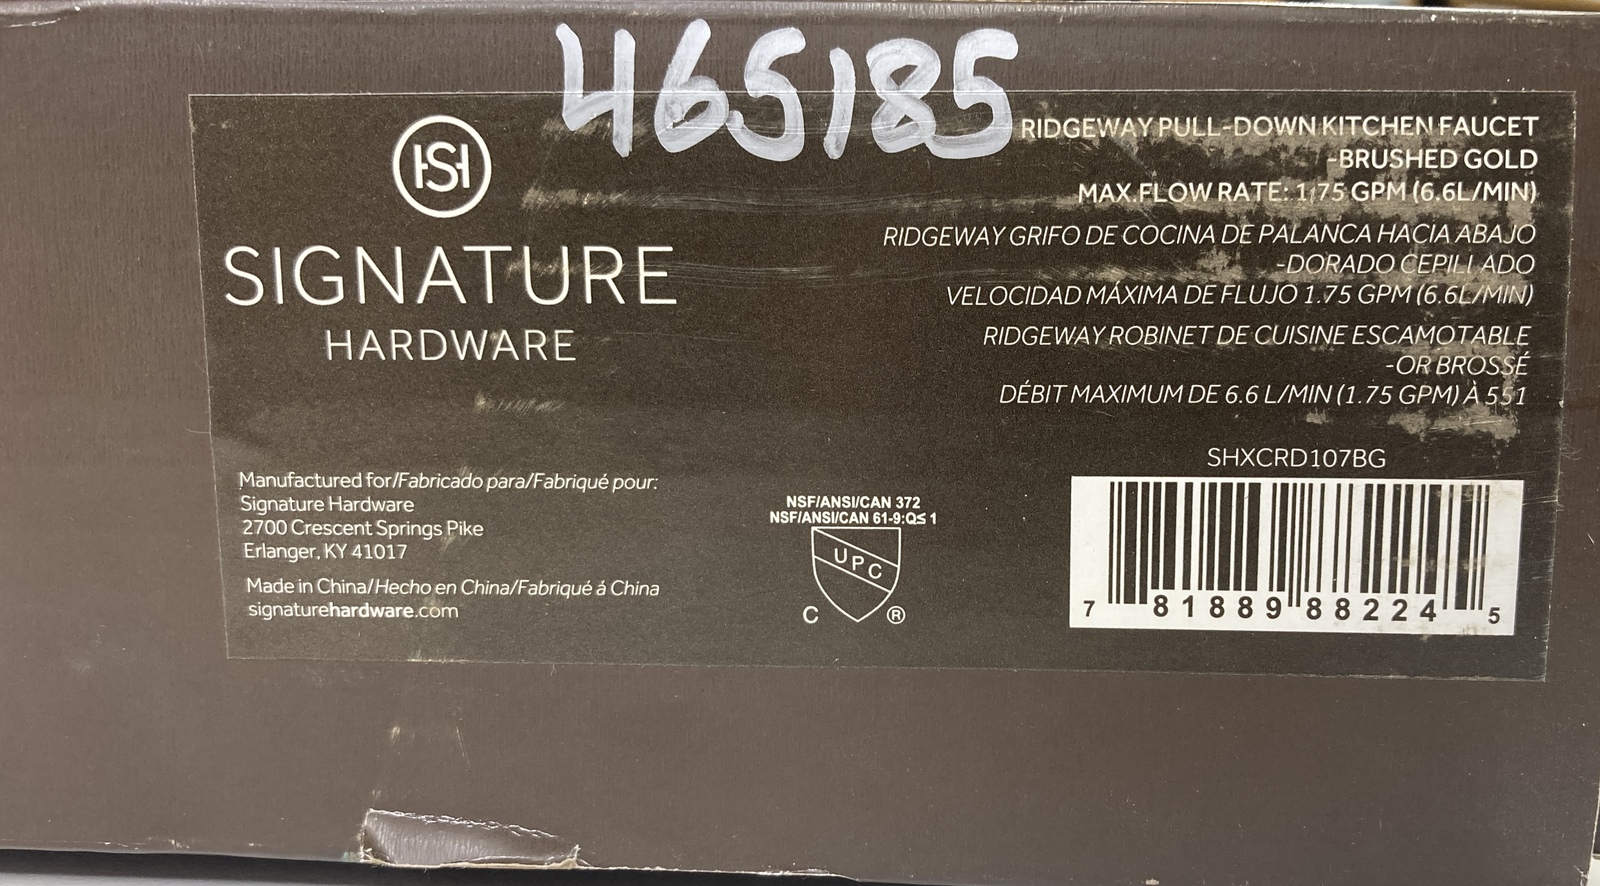 465185
HSH
SIGNATURE
HARDWARE
RIDGEWAY PULL-DOWN KITCHEN FAUCET
-BRUSHED GOLD
MAX.FLOW RATE: 1.75 GPM (6.6L/MIN)
RIDGEWAY GRIFO DE COCINA DE PALANCA HACIA ABAJO
-DORADO CEPILLADO
VELOCIDAD MÁXIMA DE FLUJO 1.75 GPM (6.6L/MIN)
RIDGEWAY ROBINET DE CUISINE ESCAMOTABLE
-OR BROSSÉ
DÉBIT MAXIMUM DE 6.6 L/MIN (1.75 GPM) À 551
Manufactured for/Fabricado para/Fabriqué pour:
Signature Hardware
2700 Crescent Springs Pike
Erlanger, KY 41017
Made in China/Hecho en China/Fabriqué á China
signaturehardware.com
NSF/ANSI/CAN 372
NSF/ANSI/CAN 61-9:Q≤ 1
UPC
C ®
SHXCRD107BG
7 81889 88224 5